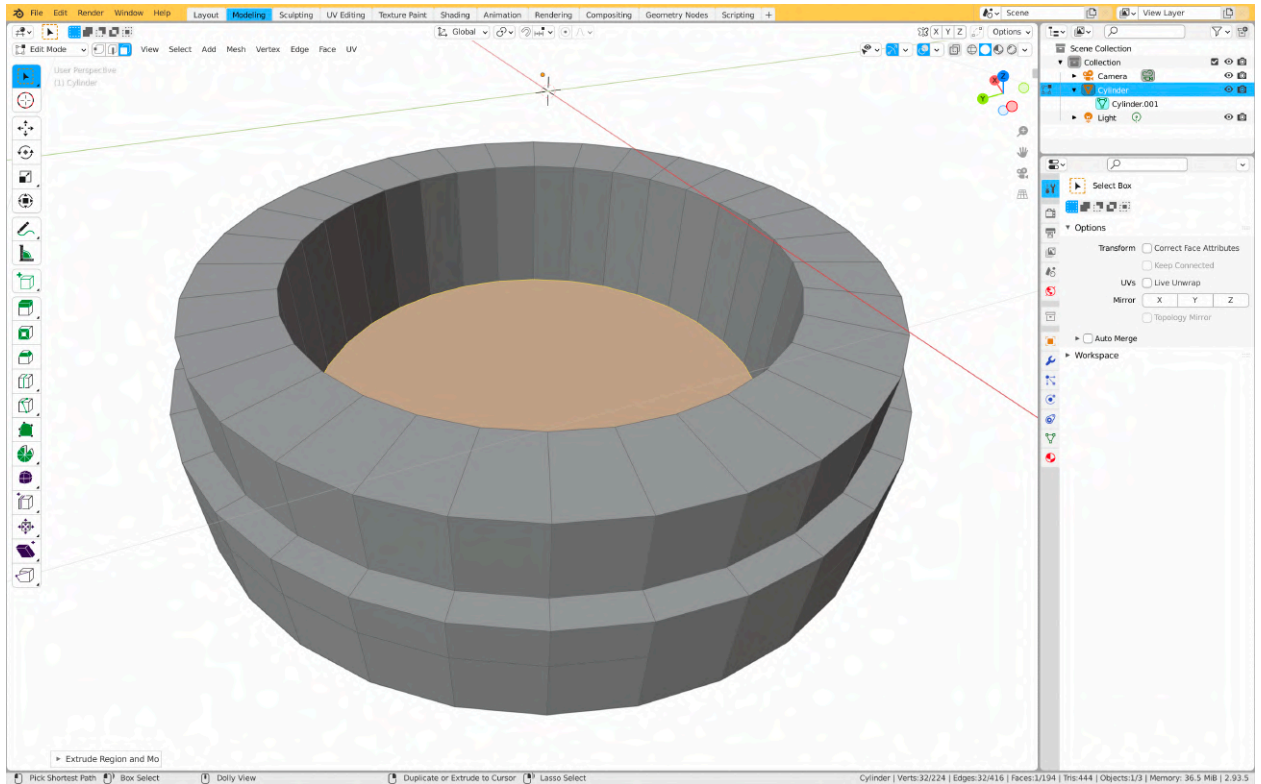 File Edit Render Window Help Layout Modeling Sculpting UV Editing Texture Paint Shading Animation Rendering Compositing Geometry Nodes Scripting + Scene View Layer
Global X Y Z Options
Edit Mode View Select Add Mesh Vertex Edge Face UV
User Perspective
(1) Cylinder
Z
Y
Extrude Region and Mo
Scene Collection
Collection
Camera
Cylinder
Cylinder.001
Light
Select Box
Options
Transform Correct Face Attributes
Keep Connected
UVs Live Unwrap
Mirror X Y Z
Topology Mirror
Auto Merge
Workspace
Pick Shortest Path Box Select Dolly View Duplicate or Extrude to Cursor Lasso Select Cylinder | Verts:32/224 | Edges:32/416 | Faces:1/194 | Tris:444 | Objects:1/3 | Memory: 36.5 MiB | 2.93.5